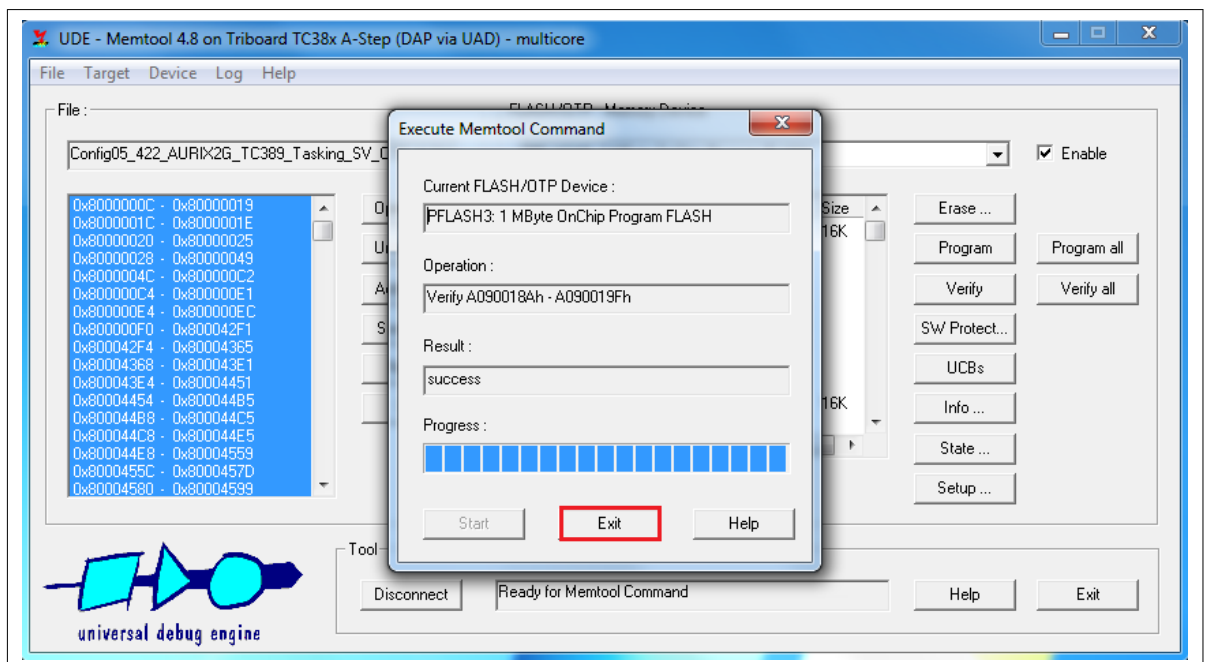 UDE - Memtool 4.8 on Triboard TC38x A-Step (DAP via UAD) - multicore
File Target Device Log Help
File :
FLASH/OTP - Memory Device
Config05_422_AURIX2G_TC389_Tasking_SV_
Enable
Execute Memtool Command
Current FLASH/OTP Device :
PFLASH3: 1 MByte OnChip Program FLASH
Operation :
Verify A090018Ah - A090019Fh
Result :
success
Progress :
Start
Exit
Help
0x8000000C - 0x80000019
0x8000001C - 0x8000001E
0x80000020 - 0x80000025
0x80000028 - 0x80000049
0x8000004C - 0x800000C2
0x800000C4 - 0x800000E1
0x800000E4 - 0x800000EC
0x800000F0 - 0x800042F1
0x800042F4 - 0x80004365
0x80004368 - 0x800043E1
0x800043E4 - 0x80004451
0x80004454 - 0x800044B5
0x800044B8 - 0x800044C5
0x800044C8 - 0x800044E5
0x800044E8 - 0x80004559
0x8000455C - 0x8000457D
0x80004580 - 0x80004599
Size
16K
16K
Erase ...
Program
Program all
Verify
Verify all
SW Protect...
UCBs
Info ...
State ...
Setup ...
universal debug engine
Tool
Disconnect
Ready for Memtool Command
Help
Exit